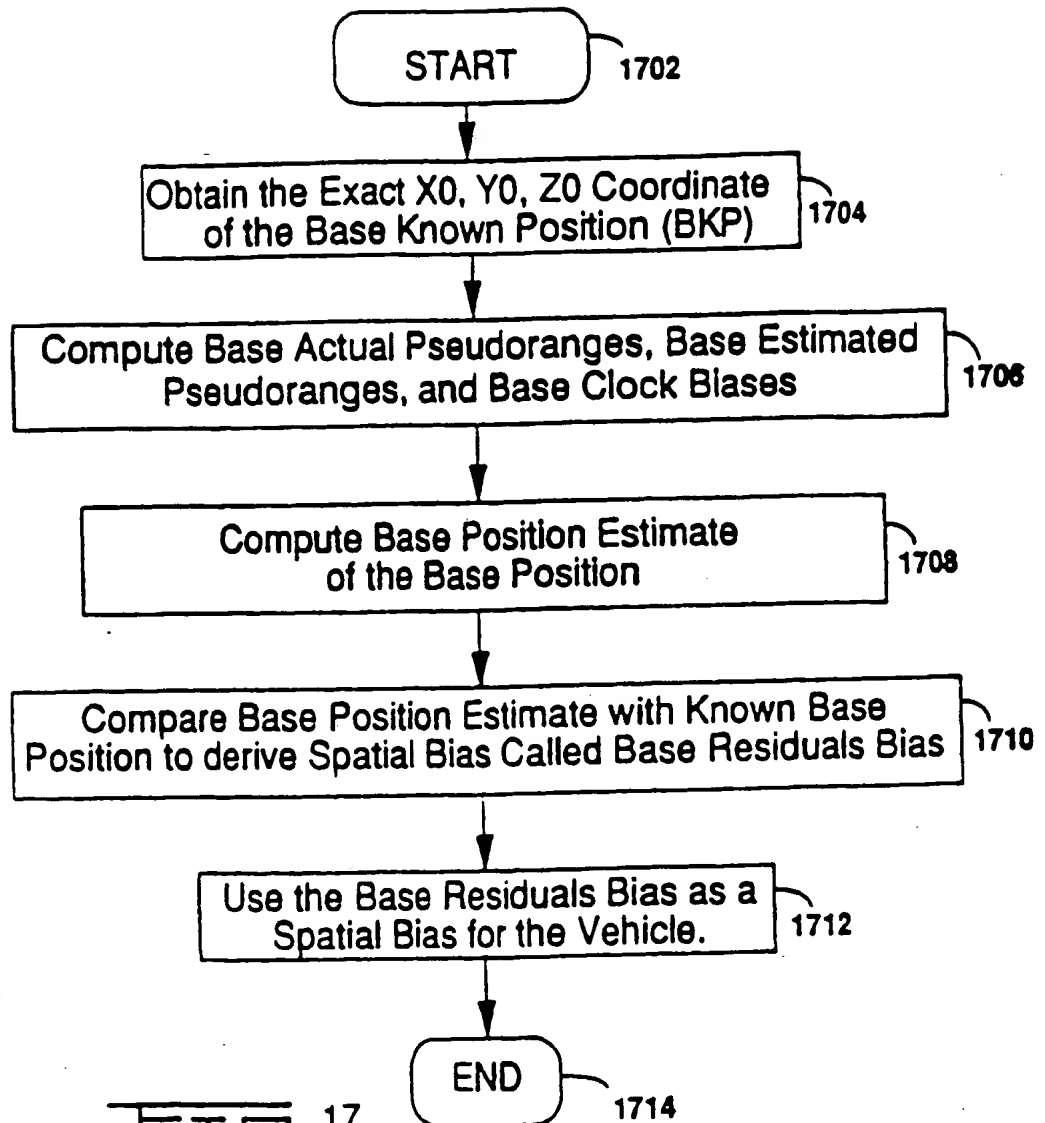 START
1702
Obtain the Exact X0, Y0, Z0 Coordinate
of the Base Known Position (BKP)
1704
Compute Base Actual Pseudoranges, Base Estimated
Pseudoranges, and Base Clock Biases
1706
Compute Base Position Estimate
of the Base Position
1708
Compare Base Position Estimate with Known Base
Position to derive Spatial Bias Called Base Residuals Bias
1710
Use the Base Residuals Bias as a
Spatial Bias for the Vehicle.
1712
END
1714
17